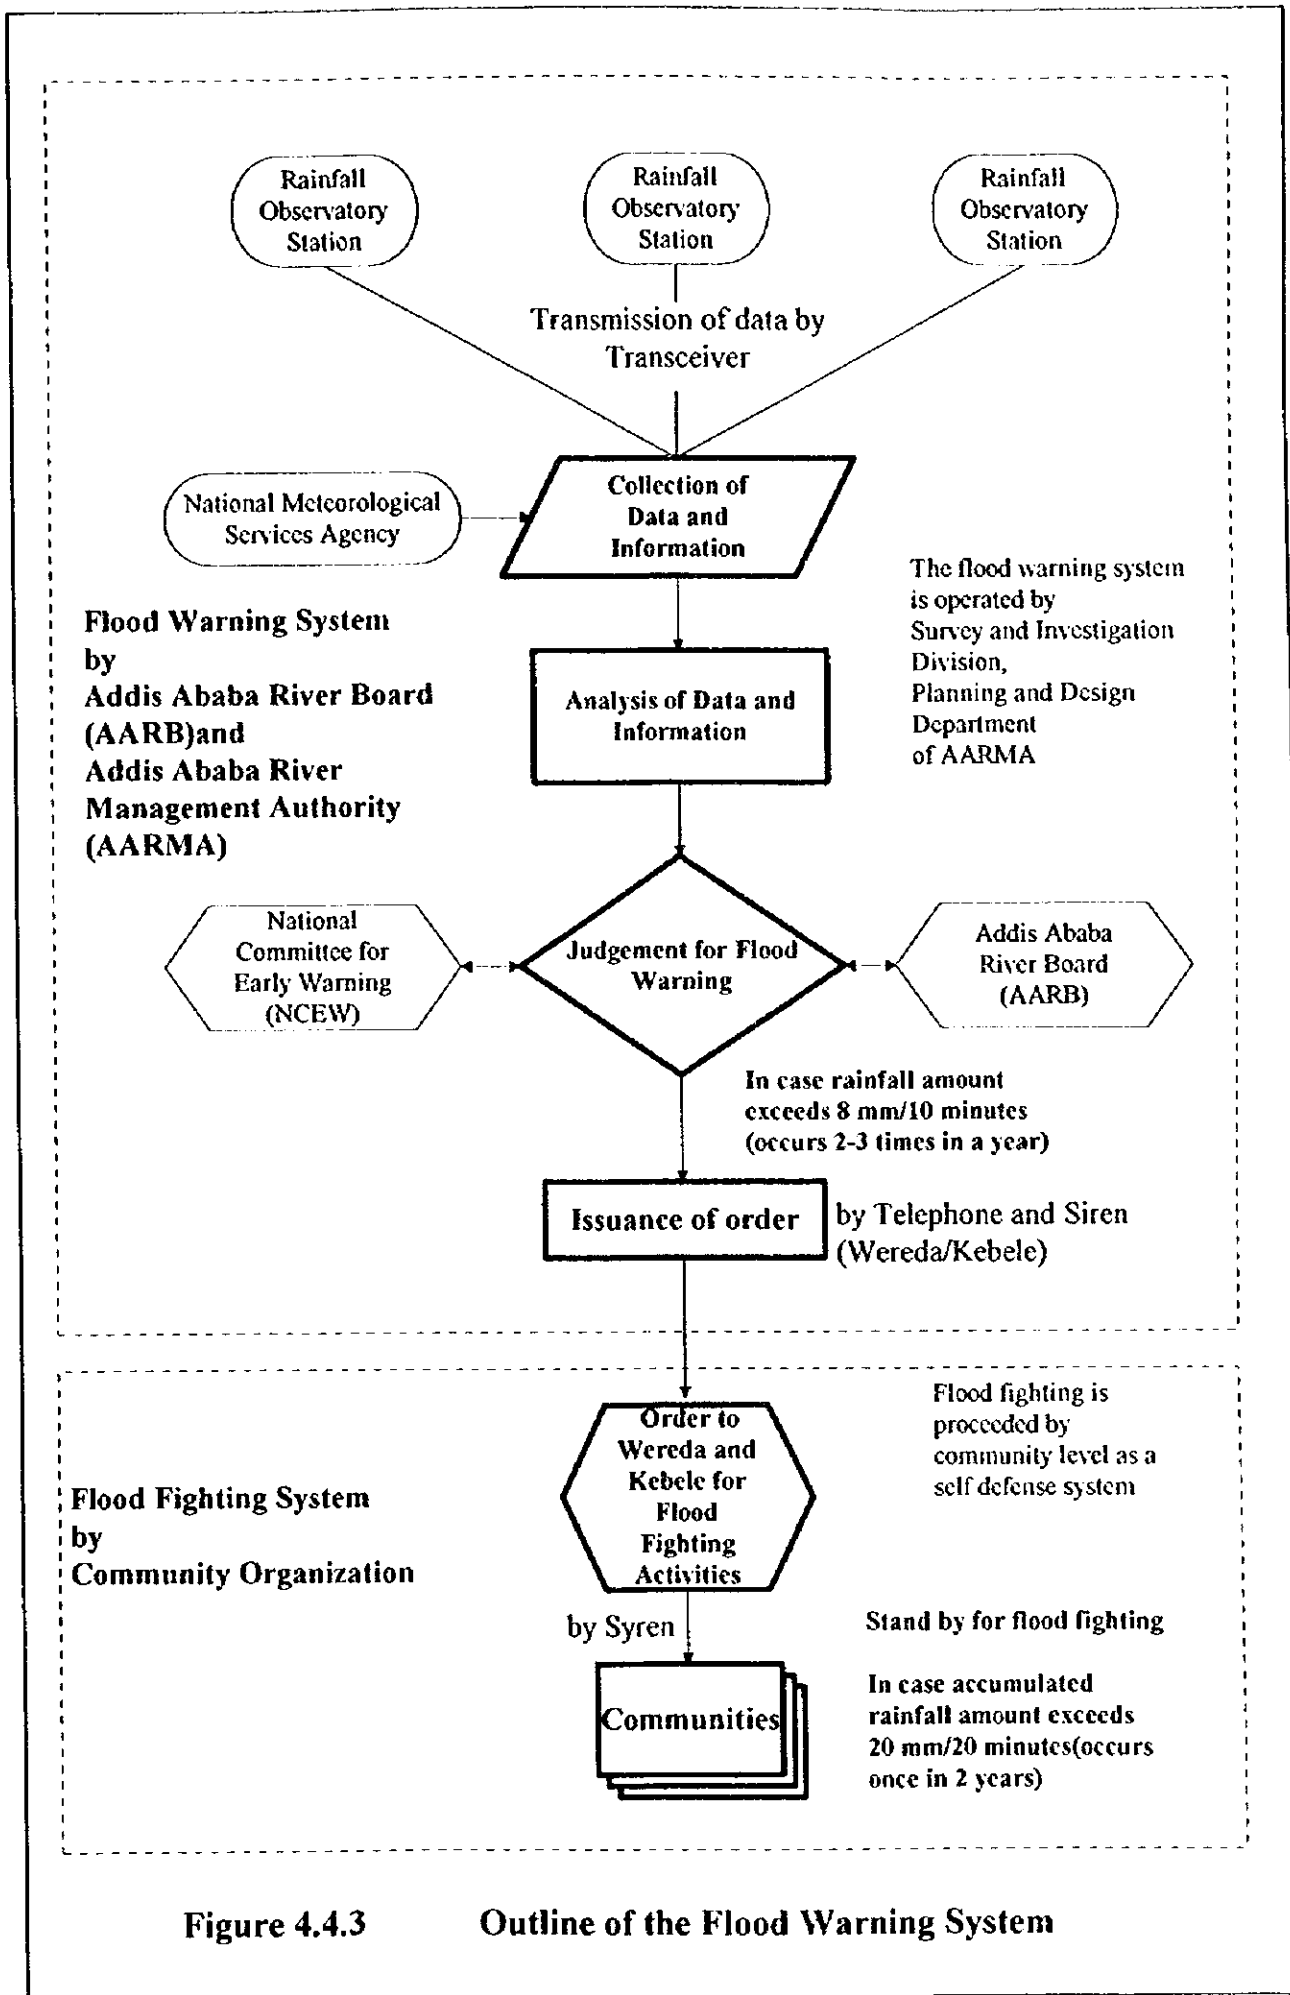 Rainfall
Observatory
Station
Rainfall
Observatory
Station
Rainfall
Observatory
Station
Transmission of data by
Transceiver
Collection of
Data and
Information
National Meteorological
Services Agency
The flood warning system
is operated by
Survey and Investigation
Division,
Planning and Design
Department
of AARMA
Flood Warning System
by
Addis Ababa River Board
(AARB)and
Addis Ababa River
Management Authority
(AARMA)
Analysis of Data and
Information
National
Committee for
Early Warning
(NCEW)
Judgement for Flood
Warning
Addis Ababa
River Board
(AARB)
In case rainfall amount
exceeds 8 mm/10 minutes
(occurs 2-3 times in a year)
Issuance of order
by Telephone and Siren
(Wereda/Kebele)
Flood fighting is
proceeded by
community level as a
self defense system
Order to
Wereda and
Kebele for
Flood
Fighting
Activities
Flood Fighting System
by
Community Organization
by Syren
Stand by for flood fighting
Communities
In case accumulated
rainfall amount exceeds
20 mm/20 minutes(occurs
once in 2 years)
Figure 4.4.3 Outline of the Flood Warning System